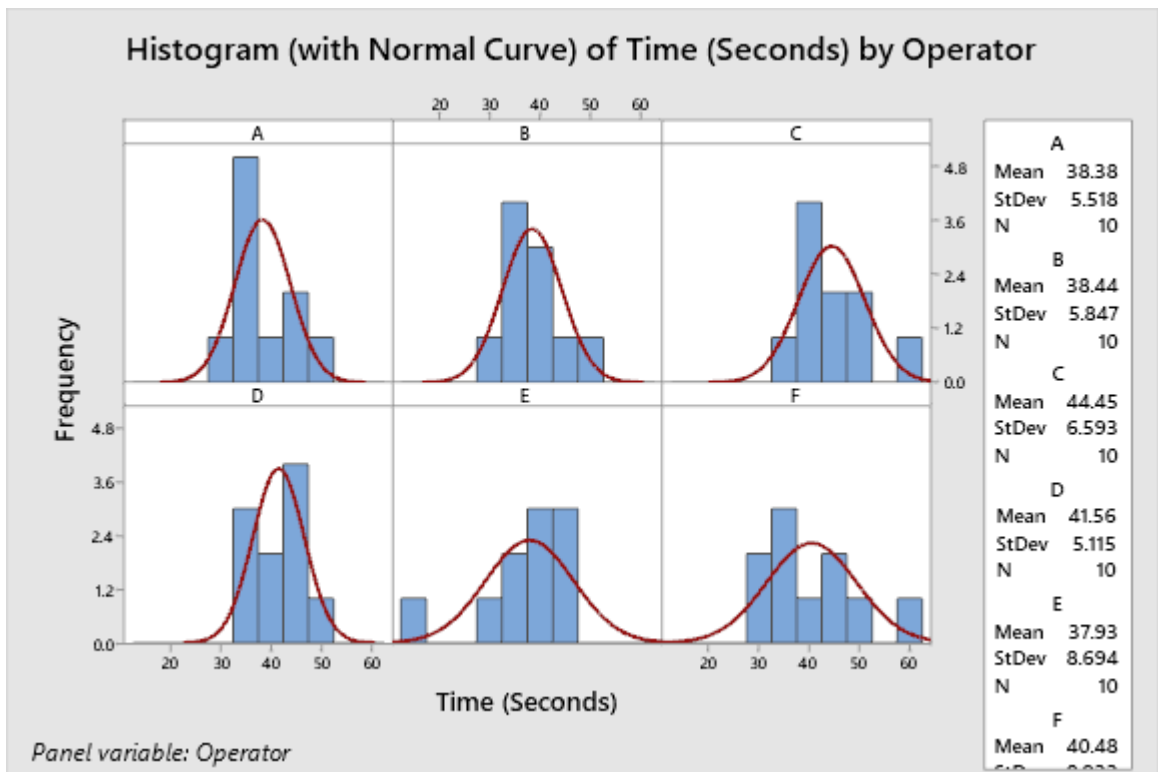 Histogram (with Normal Curve) of Time (Seconds) by Operator
20 30 40 50 60
A B C
4.8
3.6
2.4
1.2
0.0
D E F
4.8
3.6
2.4
1.2
0.0
20 30 40 50 60 20 30 40 50 60
Frequency
Time (Seconds)
Panel variable: Operator
A
Mean 38.38
StDev 5.518
N 10
B
Mean 38.44
StDev 5.847
N 10
C
Mean 44.45
StDev 6.593
N 10
D
Mean 41.56
StDev 5.115
N 10
E
Mean 37.93
StDev 8.694
N 10
F
Mean 40.48